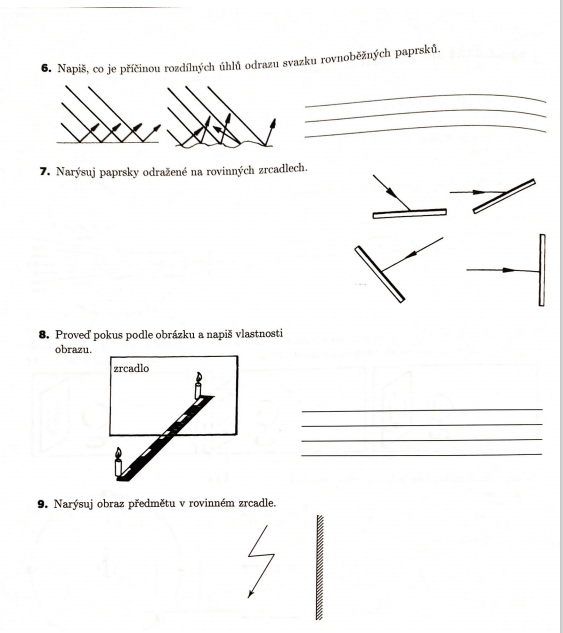 6. Napiš, co je příčinou rozdílných úhlů odrazu svazku rovnoběžných paprsků.
7. Narýsuj paprsky odražené na rovinných zrcadlech.
8. Proveď pokus podle obrázku a napiš vlastnosti
obrazu.
zrcadlo
9. Narýsuj obraz předmětu v rovinném zrcadle.